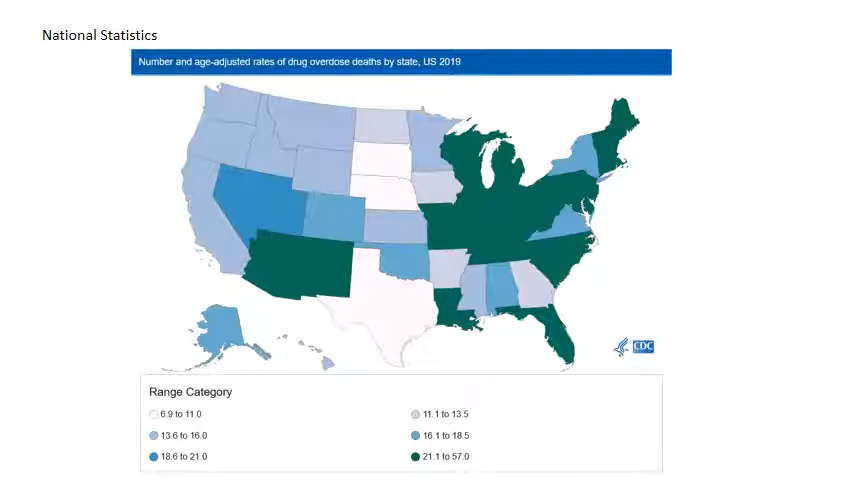 National Statistics
Number and age-adjusted rates of drug overdose deaths by state, US 2019
CDC
Range Category
6.9 to 11.0
11.1 to 13.5
13.6 to 16.0
16.1 to 18.5
18.6 to 21.0
21.1 to 57.0